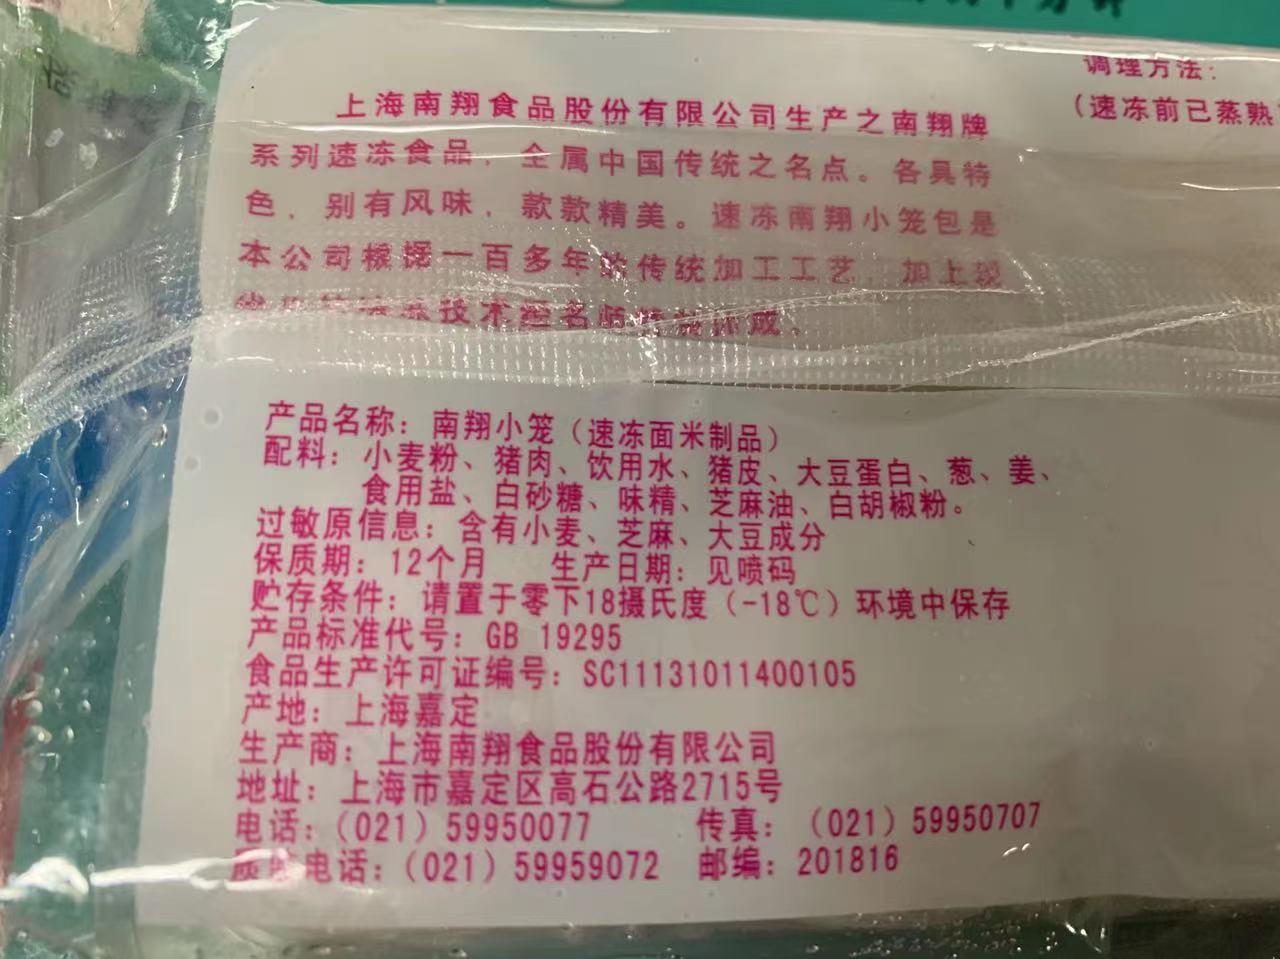 调理方法：
（速冻前已蒸熟
上海南翔食品股份有限公司生产之南翔牌
系列速冻食品，全属中国传统之名点。各具特
色，别有风味，款款精美。速冻南翔小笼包是
本公司根据一百多年的传统加工工艺，加上现
技术 名 成。
产品名称：南翔小笼（速冻面米制品）
配料：小麦粉、猪肉、饮用水、猪皮、大豆蛋白、葱、姜、
食用盐、白砂糖、味精、芝麻油、白胡椒粉。
过敏原信息：含有小麦、芝麻、大豆成分
保质期：12个月 生产日期：见喷码
贮存条件：请置于零下18摄氏度（-18℃）环境中保存
产品标准代号：GB 19295
食品生产许可证编号：SC11131011400105
产地：上海嘉定
生产商：上海南翔食品股份有限公司
地址：上海市嘉定区高石公路2715号
电话：（021）59950077 传真：（021）59950707
电话：（021）59959072 邮编：201816